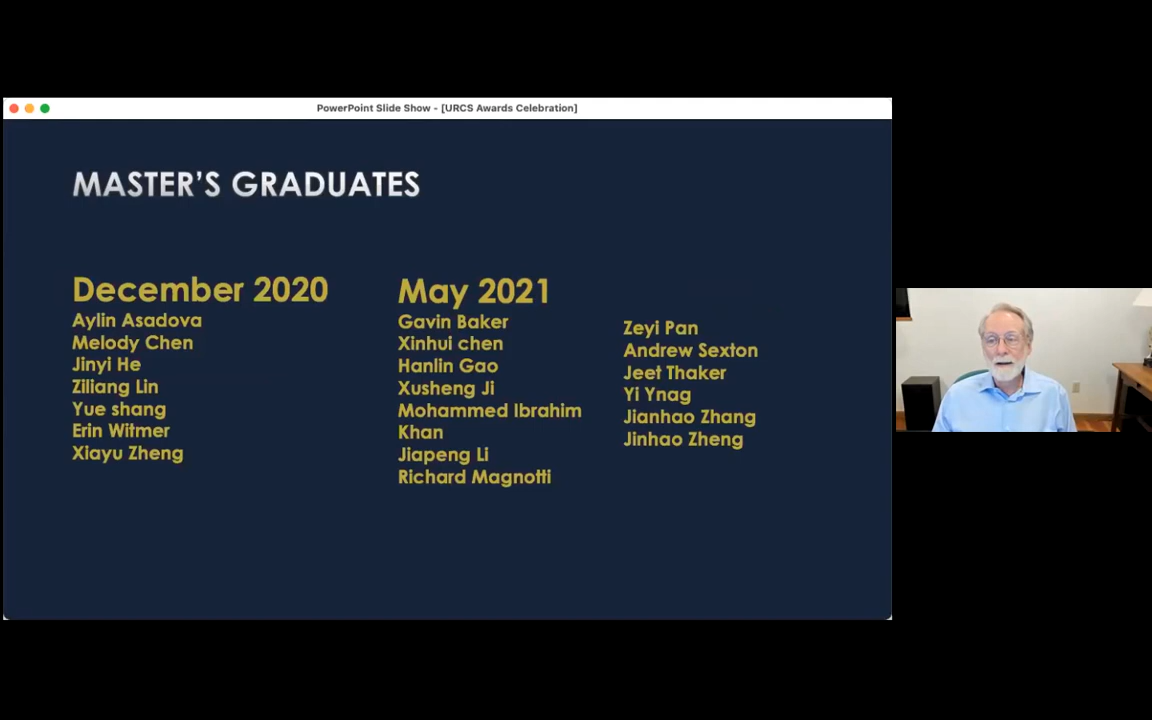 PowerPoint Slide Show - [URCS Awards Celebration]
MASTER'S GRADUATES
December 2020
Aylin Asadova
Melody Chen
Jinyi He
Ziliang Lin
Yue shang
Erin Witmer
Xiayu Zheng
May 2021
Gavin Baker
Xinhui chen
Hanlin Gao
Xusheng Ji
Mohammed Ibrahim
Khan
Jiapeng Li
Richard Magnotti
Zeyi Pan
Andrew Sexton
Jeet Thaker
Yi Ynag
Jianhao Zhang
Jinhao Zheng